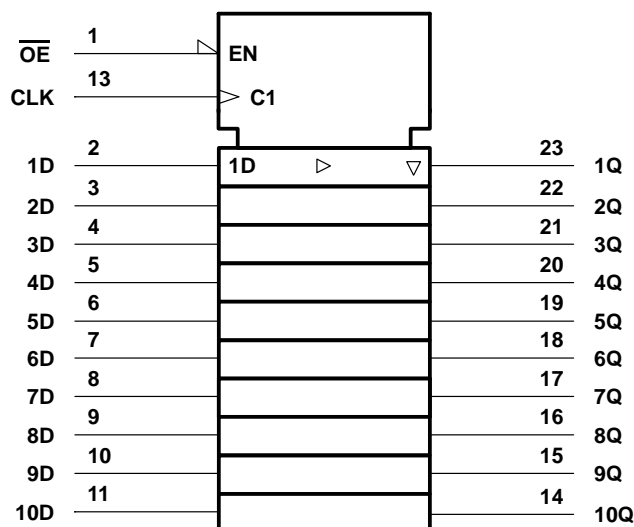 OE 1 EN
CLK 13 C1
1D 2 1D 23 1Q
2D 3 22 2Q
3D 4 21 3Q
4D 5 20 4Q
5D 6 19 5Q
6D 7 18 6Q
7D 8 17 7Q
8D 9 16 8Q
9D 10 15 9Q
10D 11 14 10Q